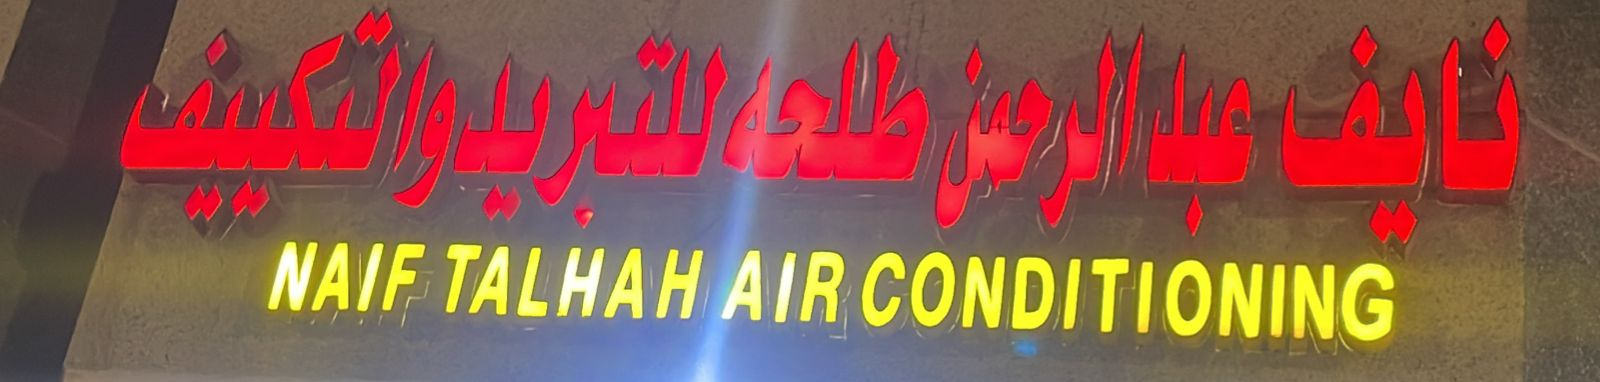 نايف عبد الرحمن طلحه للتبريد والتكييف
NAIF TALHAH AIR CONDITIONING